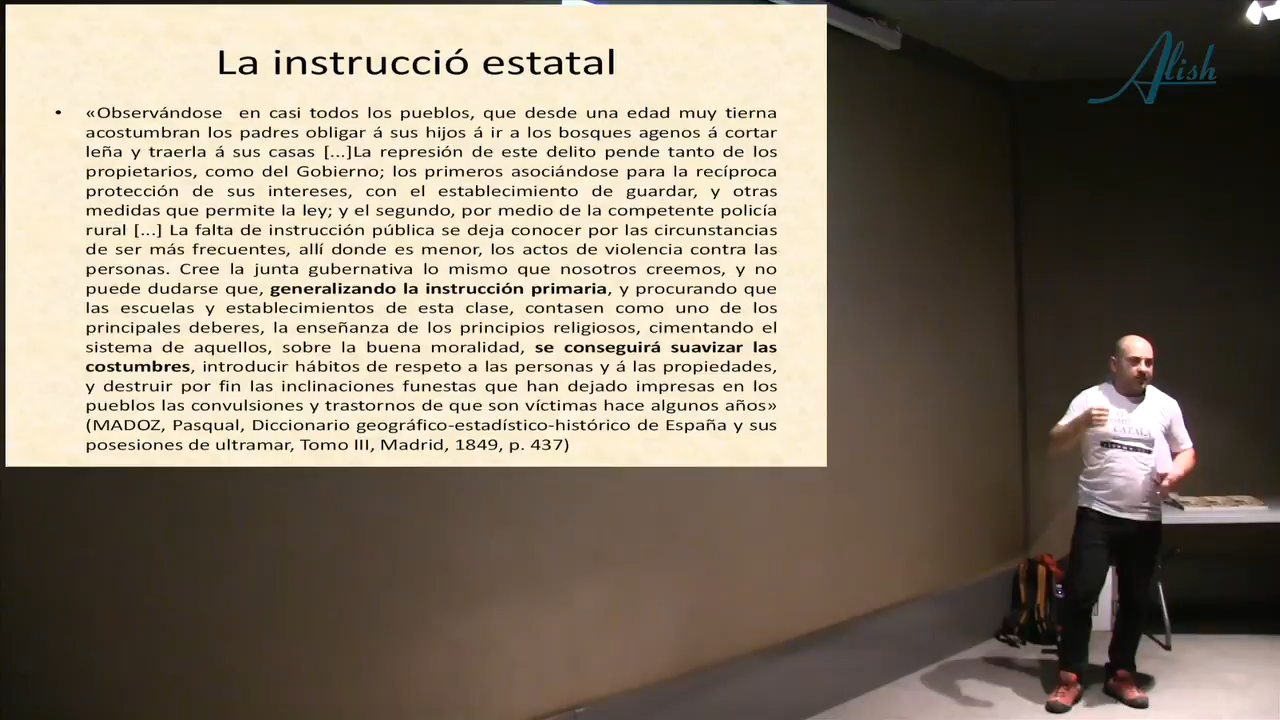 La instrucció estatal
• «Observándose en casi todos los pueblos, que desde una edad muy tierna
acostumbran los padres obligar á sus hijos á ir a los bosques agenos á cortar
leña y traerla á sus casas [...]La represión de este delito pende tanto de los
propietarios, como del Gobierno; los primeros asociándose para la recíproca
protección de sus intereses, con el establecimiento de guardar, y otras
medidas que permite la ley; y el segundo, por medio de la competente policía
rural [...] La falta de instrucción pública se deja conocer por las circunstancias
de ser más frecuentes, allí donde es menor, los actos de violencia contra las
personas. Cree la junta gubernativa lo mismo que nosotros creemos, y no
puede dudarse que, generalizando la instrucción primaria, y procurando que
las escuelas y establecimientos de esta clase, contasen como uno de los
principales deberes, la enseñanza de los principios religiosos, cimentando el
sistema de aquellos, sobre la buena moralidad, se conseguirá suavizar las
costumbres, introducir hábitos de respeto a las personas y á las propiedades,
y destruir por fin las inclinaciones funestas que han dejado impresas en los
pueblos las convulsiones y trastornos de que son víctimas hace algunos años»
(MADOZ, Pasqual, Diccionario geográfico-estadístico-histórico de España y sus
posesiones de ultramar, Tomo III, Madrid, 1849, p. 437)
Alish
CATALÀ